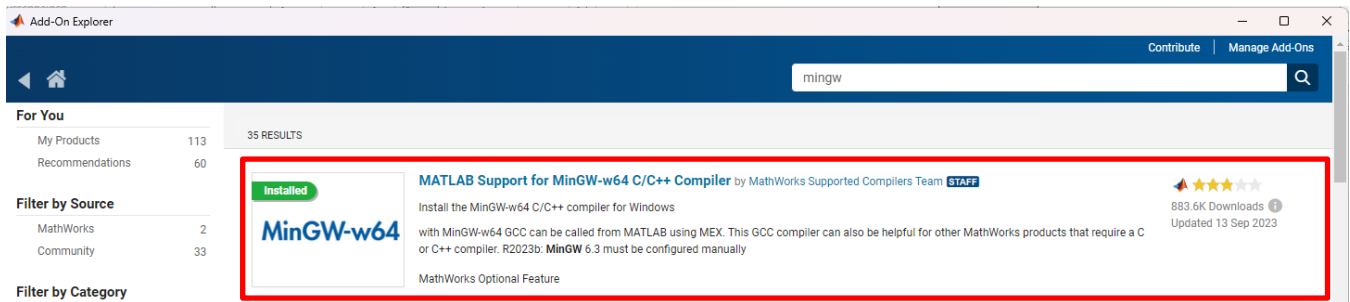 Add-On Explorer
Contribute Manage Add-Ons
mingw
For You
My Products 113
Recommendations 60
Filter by Source
MathWorks 2
Community 33
Filter by Category
35 RESULTS
Installed
MinGW-w64
MATLAB Support for MinGW-w64 C/C++ Compiler by MathWorks Supported Compilers Team STAFF
Install the MinGW-w64 C/C++ compiler for Windows
with MinGW-w64 GCC can be called from MATLAB using MEX. This GCC compiler can also be helpful for other MathWorks products that require a C
or C++ compiler. R2023b: MinGW 6.3 must be configured manually
MathWorks Optional Feature
883.6K Downloads
Updated 13 Sep 2023